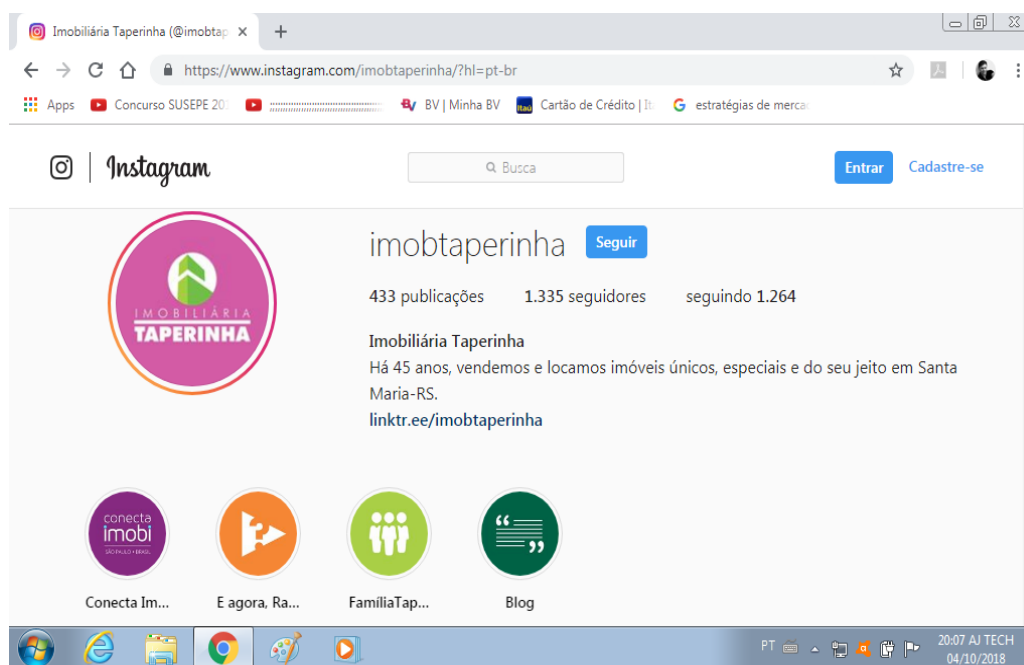 Imobiliária Taperinha (@imobtap
https://www.instagram.com/imobtaperinha/?hl=pt-br
Apps Concurso SUSEPE 20 BV | Minha BV Itaú Cartão de Crédito | It G estratégias de merca
Instagram Busca Entrar Cadastre-se
imobtaperinha Seguir
433 publicações 1.335 seguidores seguindo 1.264
IMOBILIÁRIA
TAPERINHA
Imobiliária Taperinha
Há 45 anos, vendemos e locamos imóveis únicos, especiais e do seu jeito em Santa
Maria-RS.
linktr.ee/imobtaperinha
conecta
imobi
SÃO PAULO • BRASIL
Conecta Im... E agora, Ra... FamíliaTap... Blog
PT 20:07 AJ TECH
04/10/2018